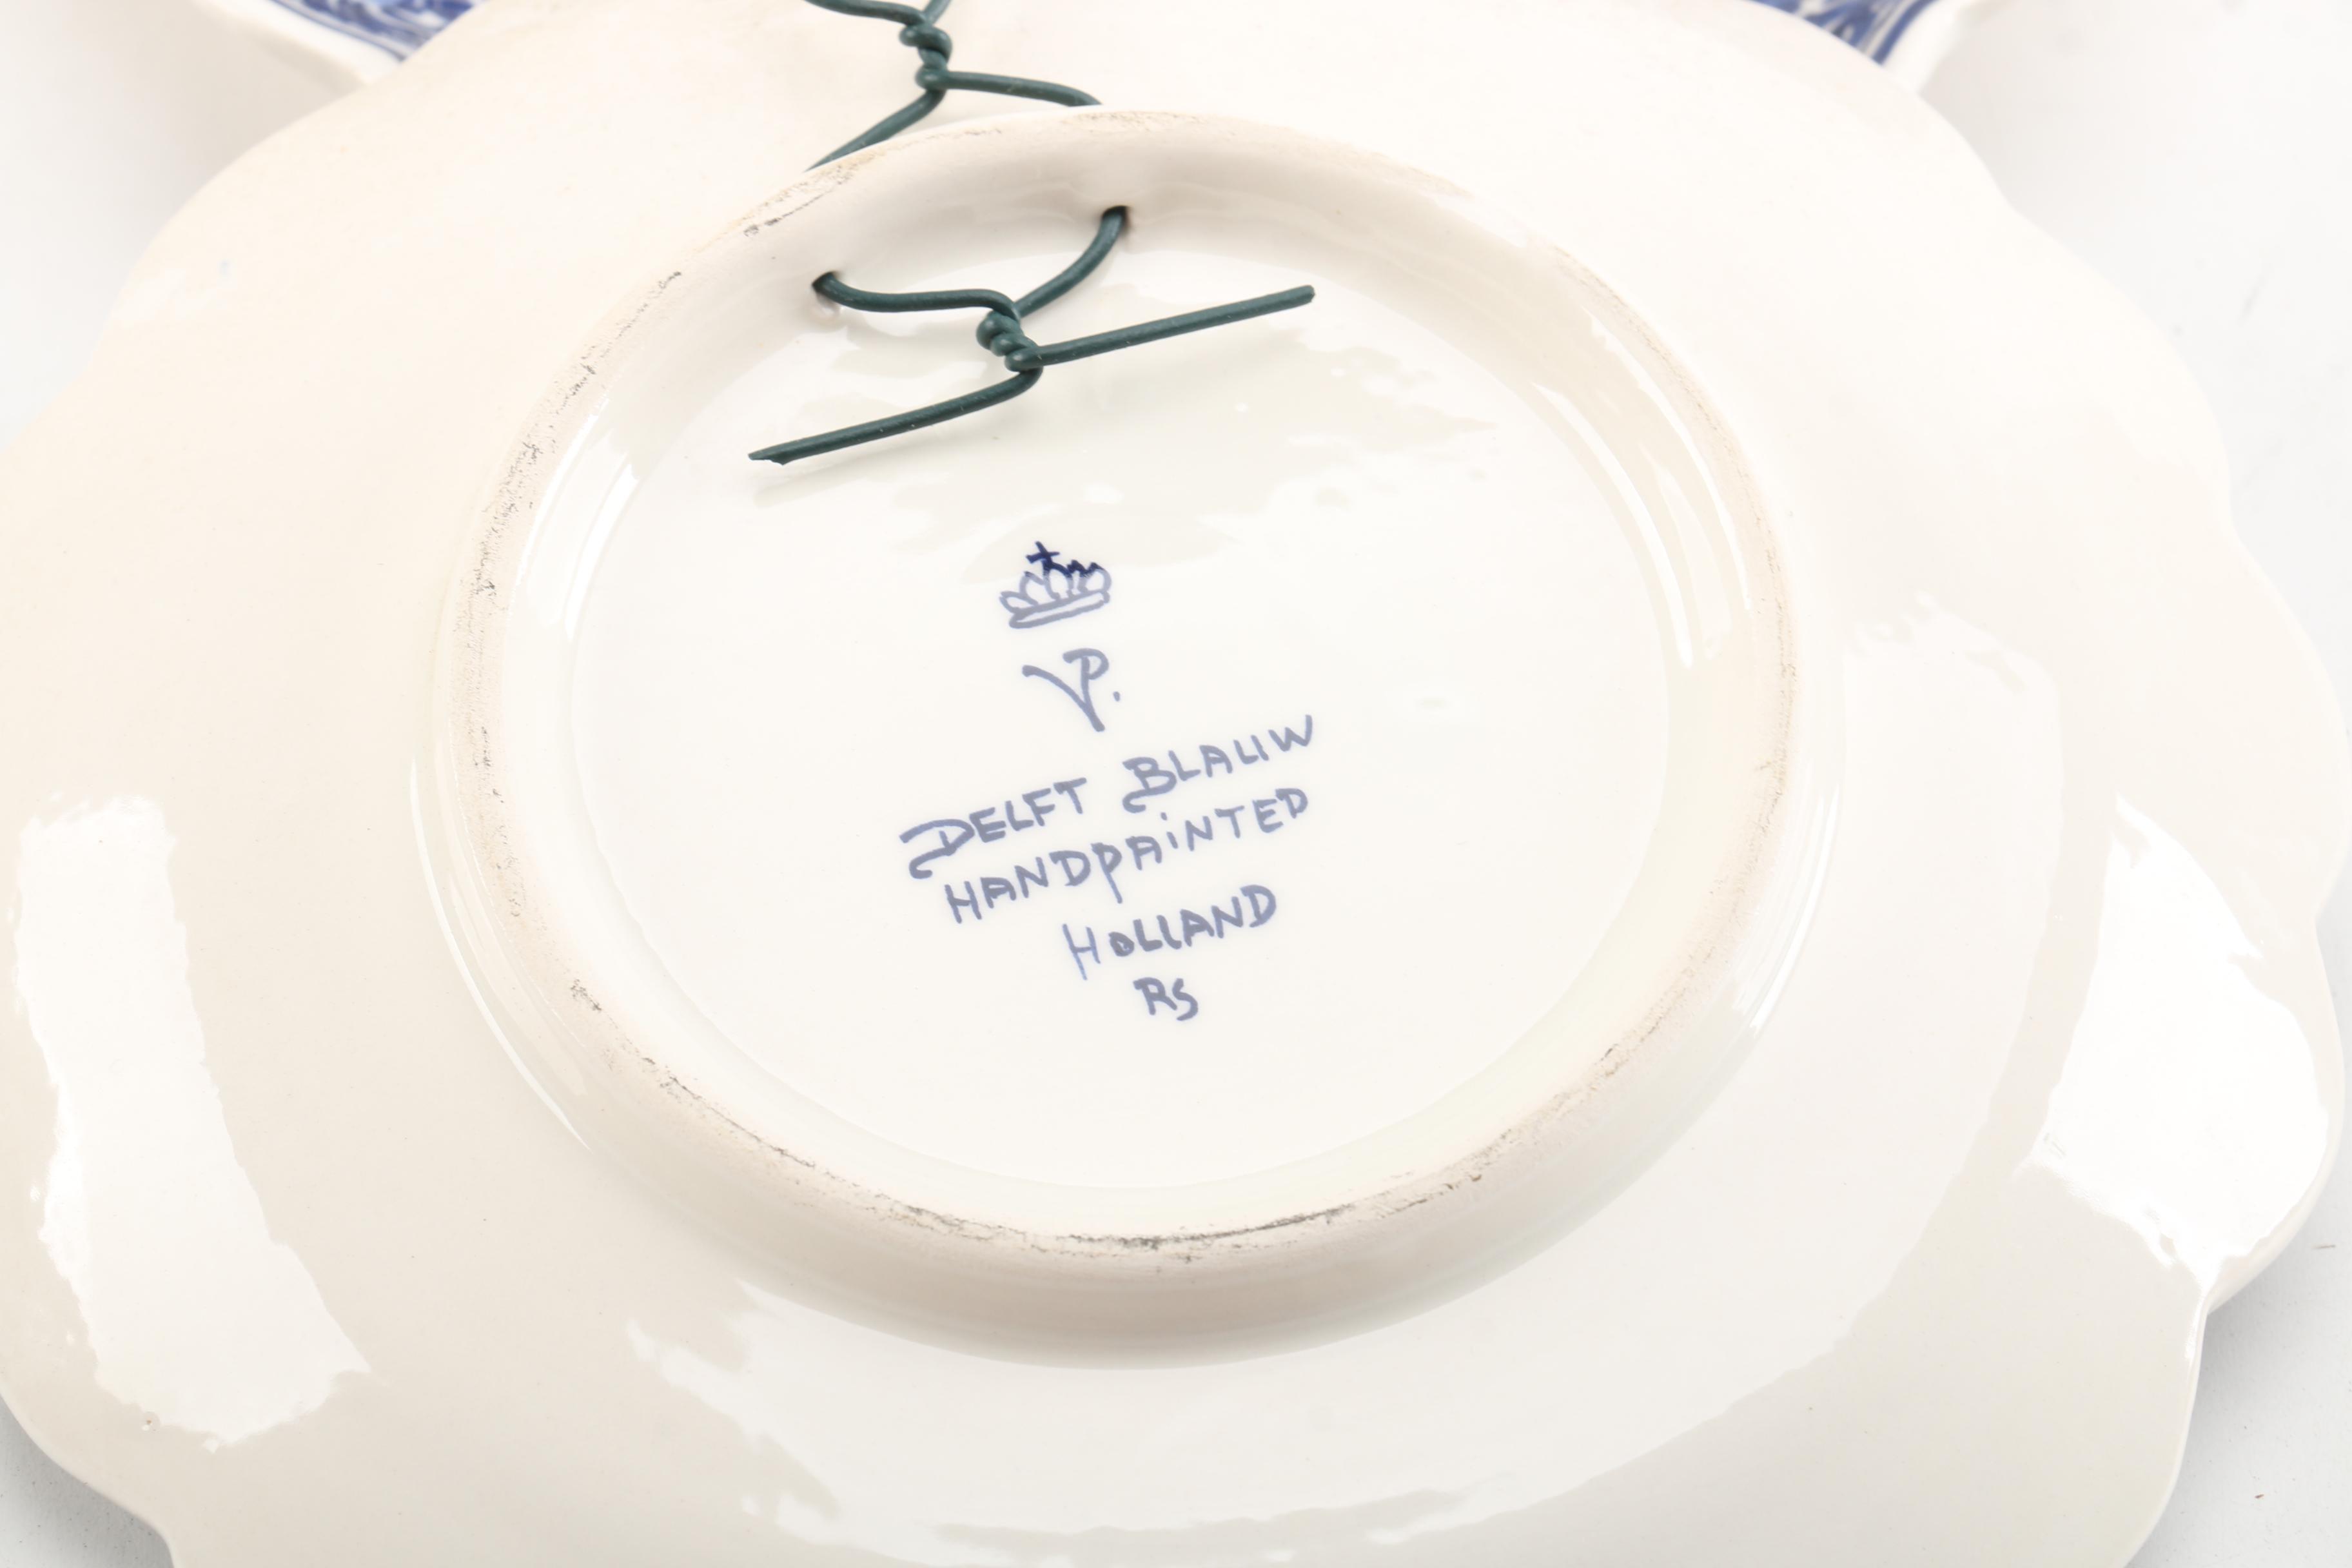 VP.
DELFT BLAUW
HANDPAINTED
HOLLAND
RS